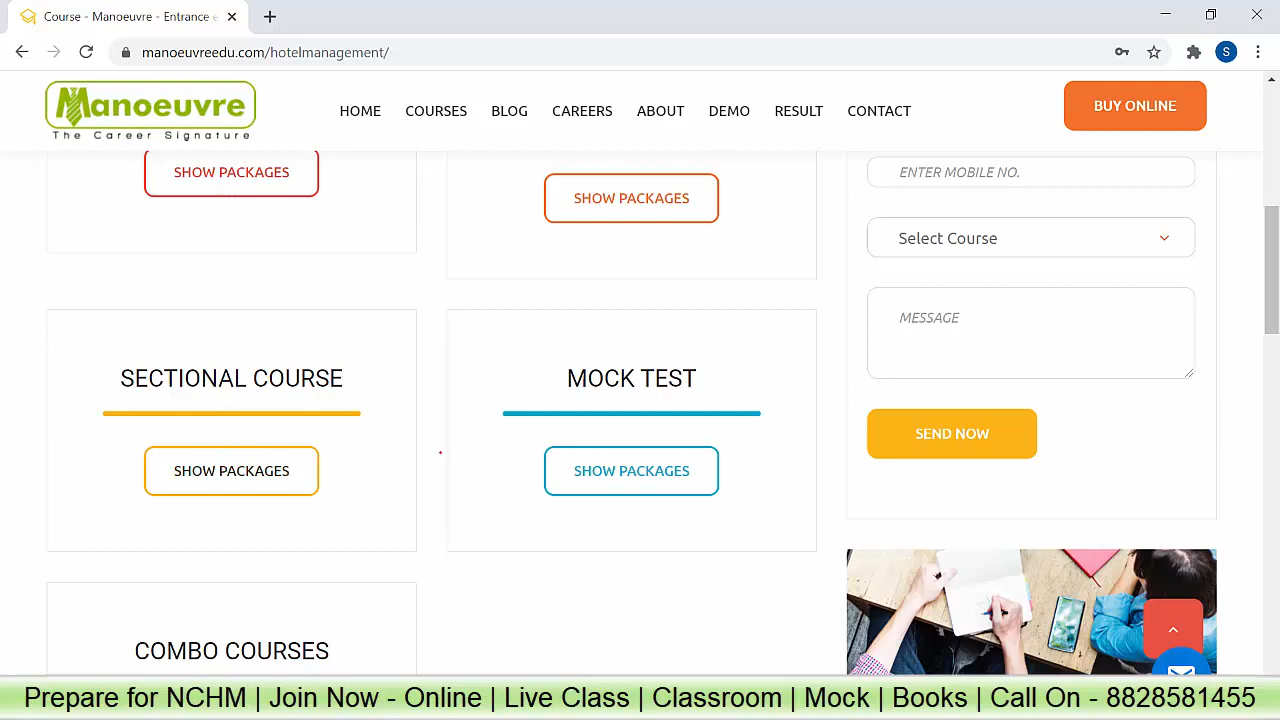 Course - Manoeuvre - Entrance e
manoeuvreedu.com/hotelmanagement/
S
Manoeuvre
The Career Signature
HOME COURSES BLOG CAREERS ABOUT DEMO RESULT CONTACT
BUY ONLINE
SHOW PACKAGES
SHOW PACKAGES
ENTER MOBILE NO.
Select Course
MESSAGE
SEND NOW
SECTIONAL COURSE
SHOW PACKAGES
MOCK TEST
SHOW PACKAGES
COMBO COURSES
Prepare for NCHM | Join Now - Online | Live Class | Classroom | Mock | Books | Call On - 8828581455